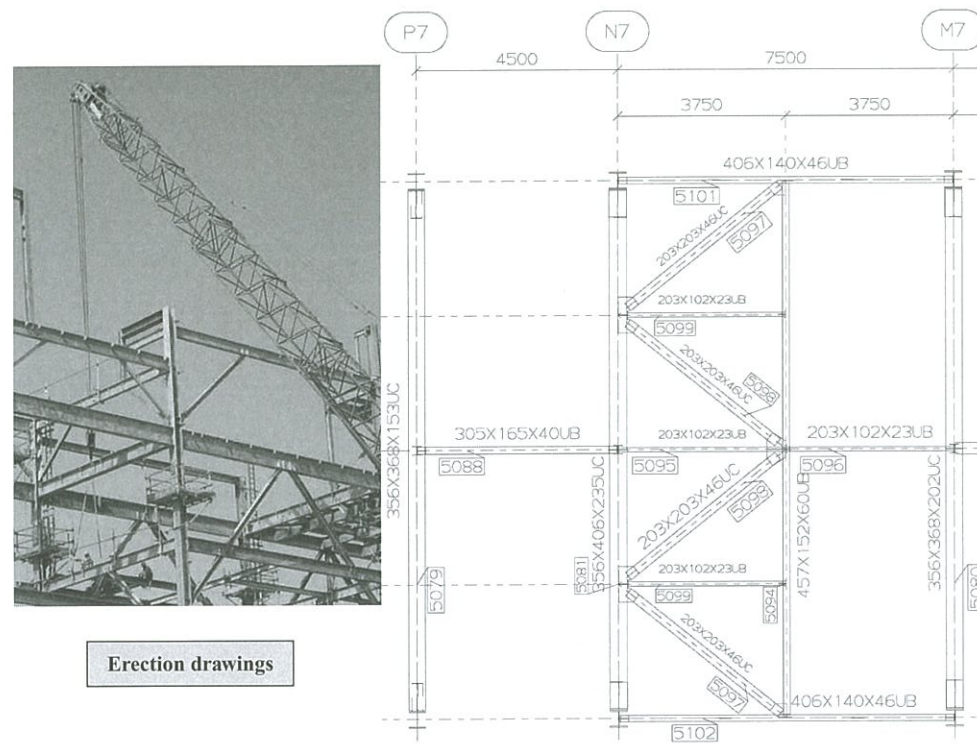 P7
N7
M7
4500
7500
3750
3750
406X140X46UB
5101
203X203X46UC
5097
203X102X23UB
5099
203X203X46UC
5098
356X368X153UC
305X165X40UB
5088
203X102X23UB
5095
203X102X23UB
5096
203X203X46UC
5098
356X406X235UC
457X152X60UB
356X368X202UC
203X102X23UB
5079
5081
5099
5094
5080
203X203X46UC
5097
406X140X46UB
5102
Erection drawings